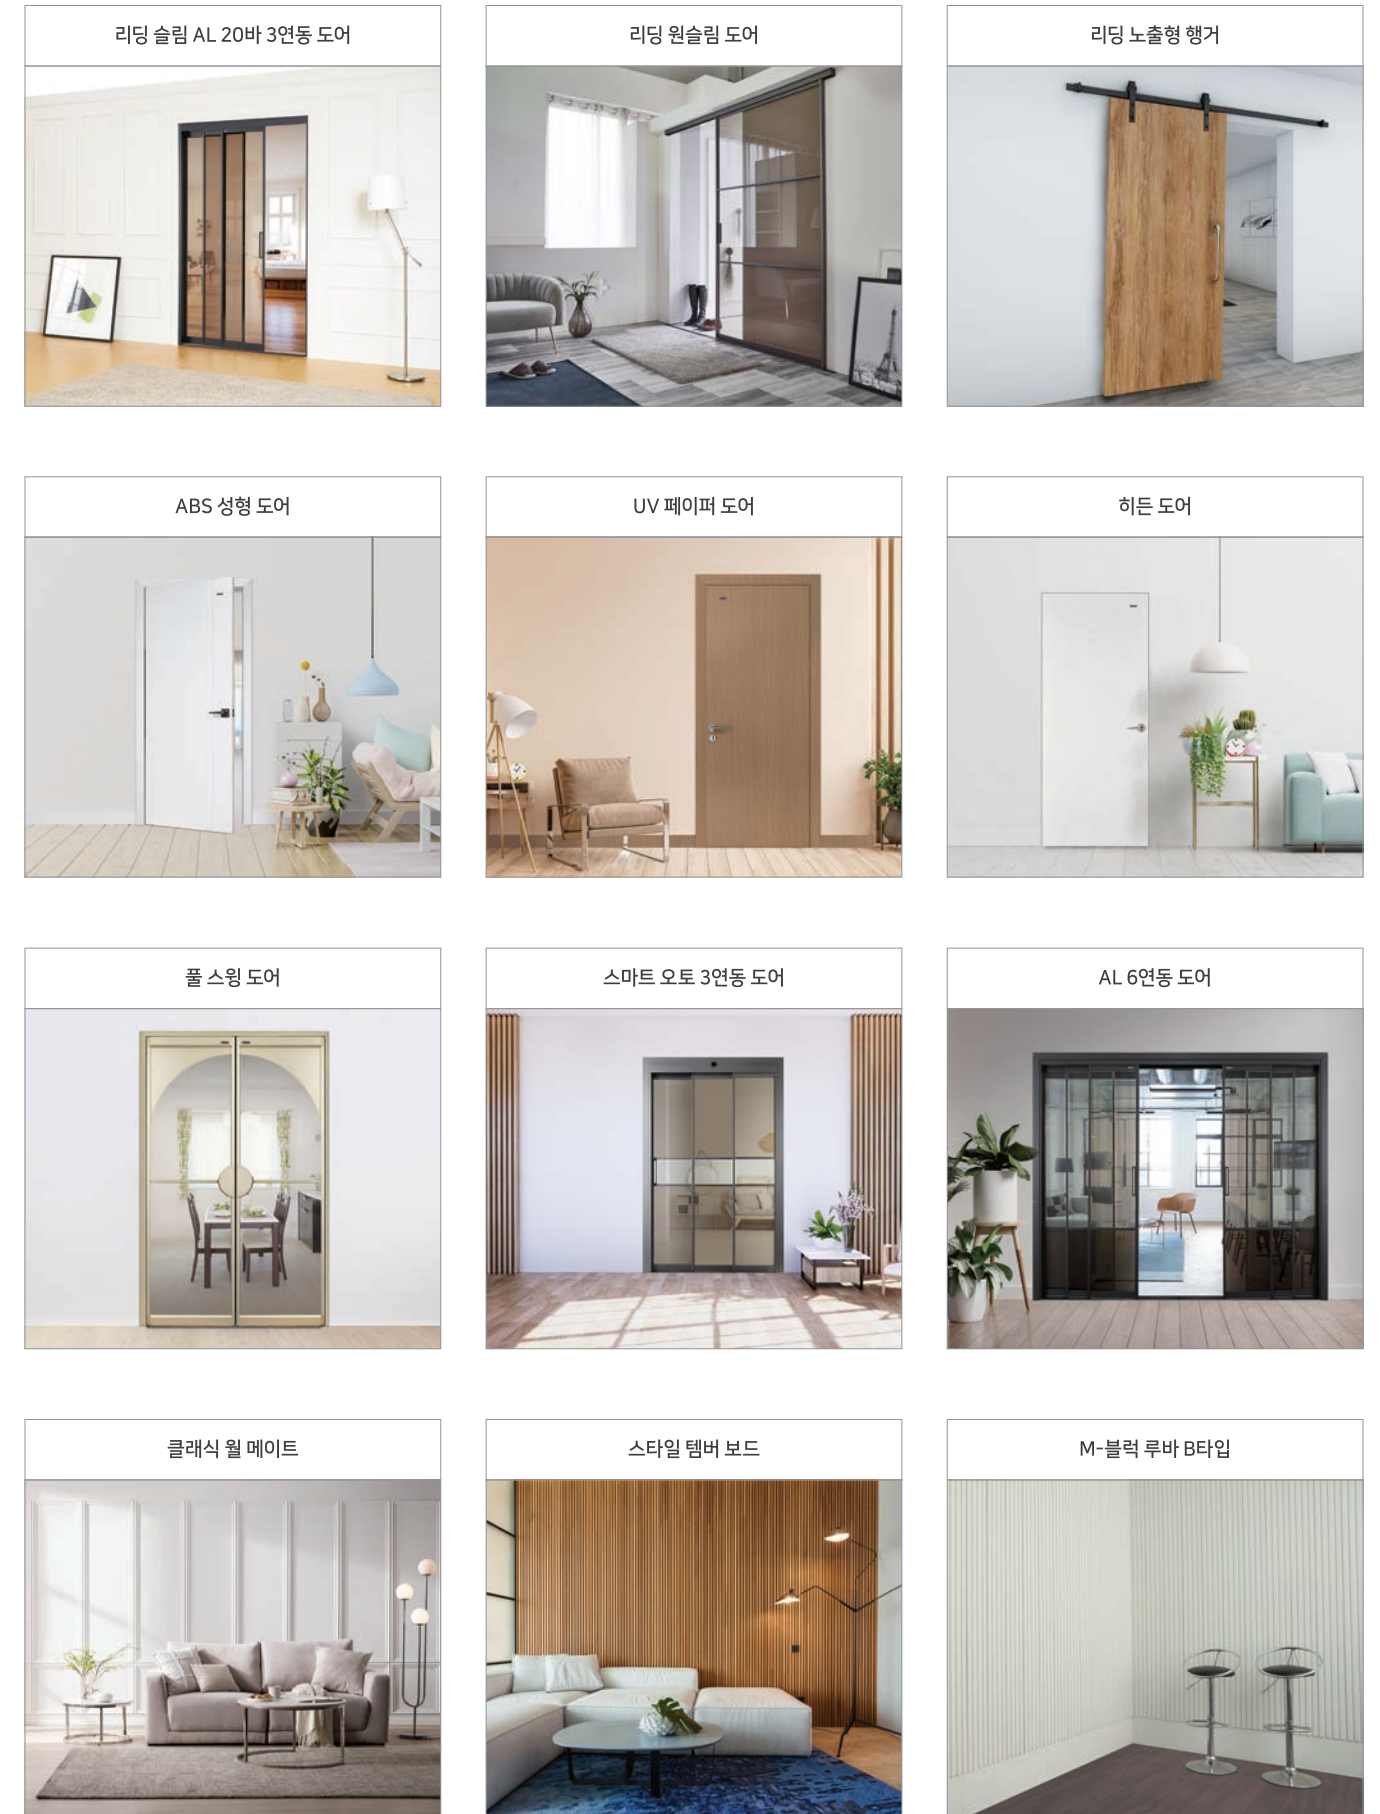 리딩 슬림 AL 20바 3연동 도어
리딩 원슬림 도어
리딩 노출형 행거
ABS 성형 도어
UV 페이퍼 도어
히든 도어
풀 스윙 도어
스마트 오토 3연동 도어
AL 6연동 도어
클래식 월 메이트
스타일 템버 보드
M-블럭 루바 B타입